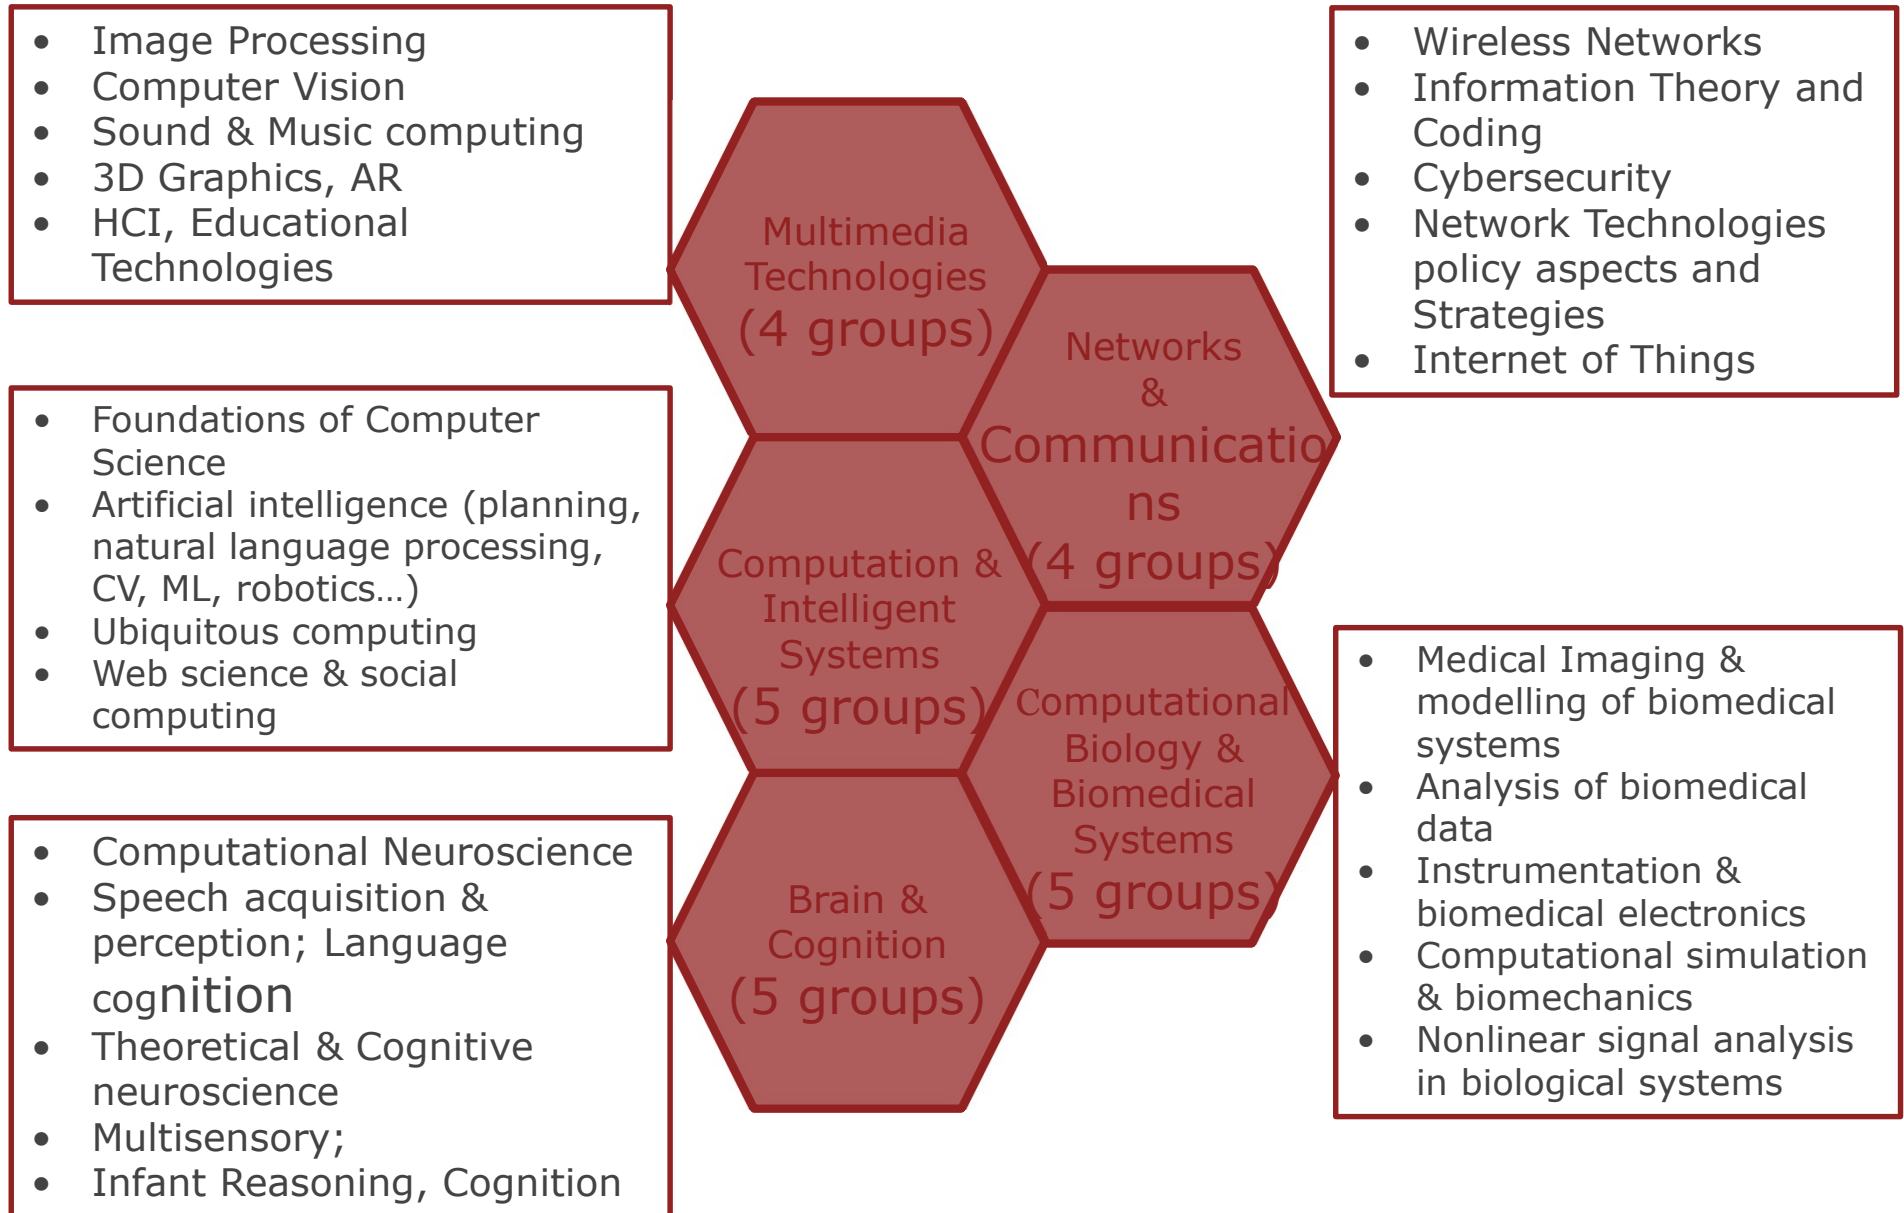 • Image Processing
• Computer Vision
• Sound & Music computing
• 3D Graphics, AR
• HCI, Educational
Technologies
Multimedia
Technologies
(4 groups)
• Wireless Networks
• Information Theory and
Coding
• Cybersecurity
• Network Technologies
policy aspects and
Strategies
• Internet of Things
Networks
&
Communicatio
ns
(4 groups)
• Foundations of Computer
Science
• Artificial intelligence (planning,
natural language processing,
CV, ML, robotics…)
• Ubiquitous computing
• Web science & social
computing
Computation &
Intelligent
Systems
(5 groups)
Computational
Biology &
Biomedical
Systems
(5 groups)
• Medical Imaging &
modelling of biomedical
systems
• Analysis of biomedical
data
• Instrumentation &
biomedical electronics
• Computational simulation
& biomechanics
• Nonlinear signal analysis
in biological systems
• Computational Neuroscience
• Speech acquisition &
perception; Language
cognition
• Theoretical & Cognitive
neuroscience
• Multisensory;
• Infant Reasoning, Cognition
Brain &
Cognition
(5 groups)